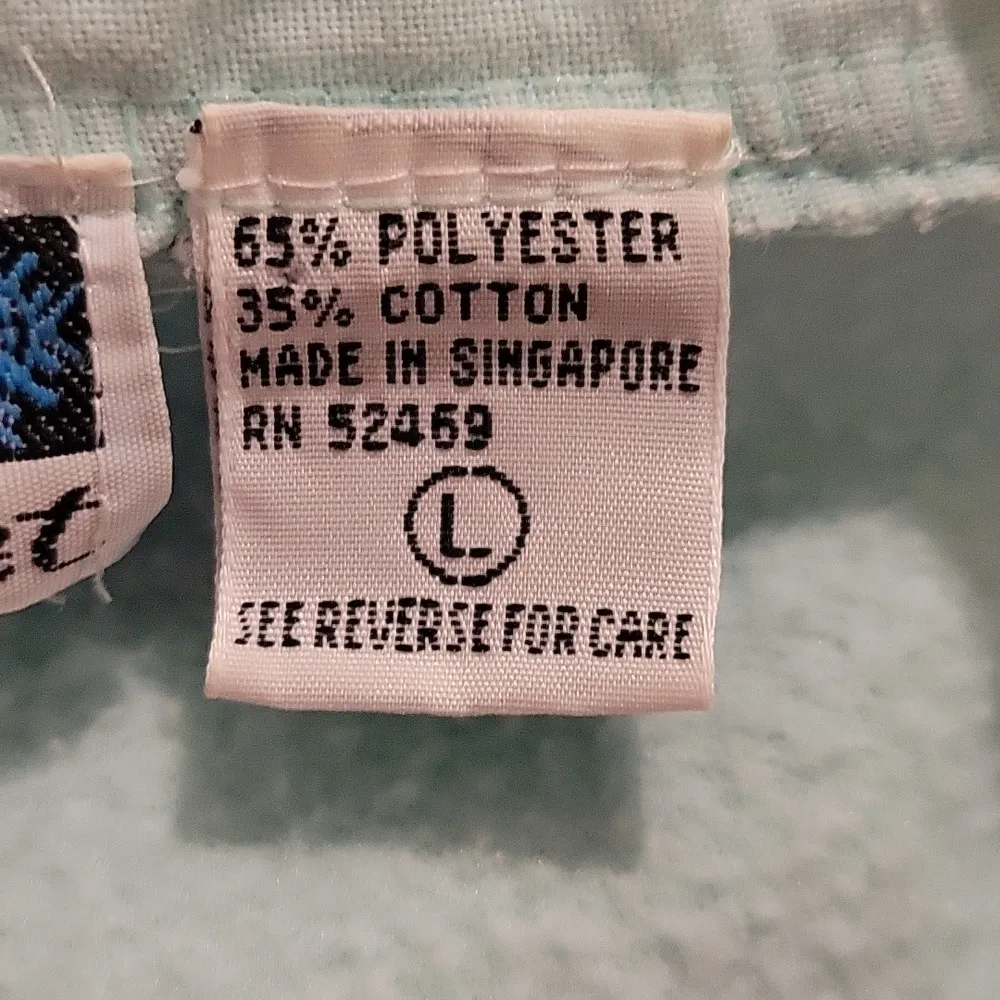 65% POLYESTER
35% COTTON
MADE IN SINGAPORE
RN 52469
L
SEE REVERSE FOR CARE